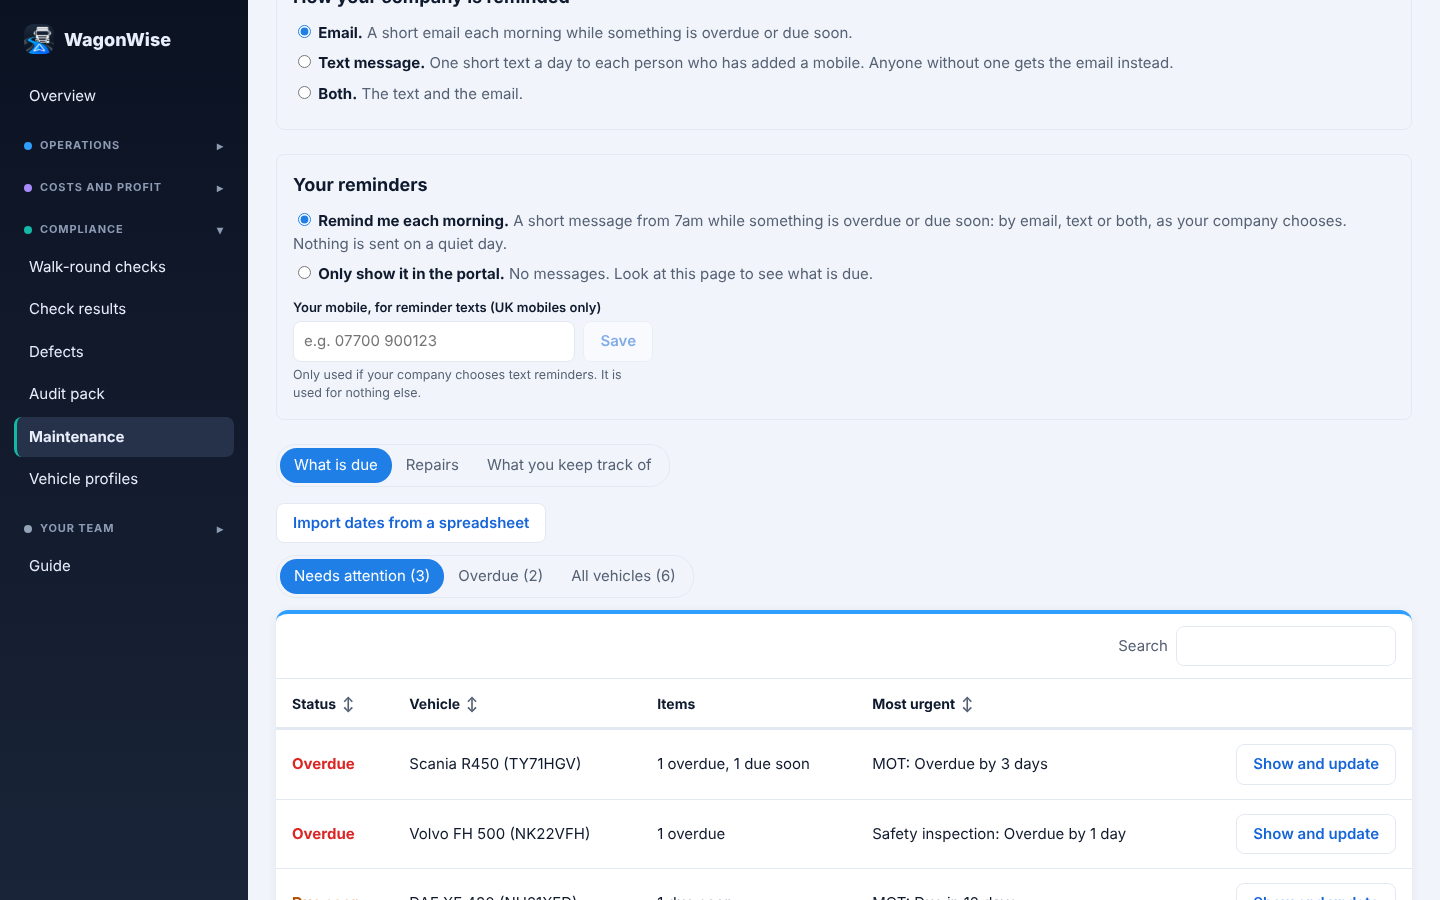 WagonWise
Overview
OPERATIONS
COSTS AND PROFIT
COMPLIANCE
Walk-round checks
Check results
Defects
Audit pack
Maintenance
Vehicle profiles
YOUR TEAM
Guide
How your company is reminded
Email. A short email each morning while something is overdue or due soon.
Text message. One short text a day to each person who has added a mobile. Anyone without one gets the email instead.
Both. The text and the email.
Your reminders
Remind me each morning. A short message from 7am while something is overdue or due soon: by email, text or both, as your company chooses.
Nothing is sent on a quiet day.
Only show it in the portal. No messages. Look at this page to see what is due.
Your mobile, for reminder texts (UK mobiles only)
e.g. 07700 900123 Save
Only used if your company chooses text reminders. It is
used for nothing else.
What is due Repairs What you keep track of
Import dates from a spreadsheet
Needs attention (3) Overdue (2) All vehicles (6)
Search
Status Vehicle Items Most urgent
Overdue Scania R450 (TY71HGV) 1 overdue, 1 due soon MOT: Overdue by 3 days Show and update
Overdue Volvo FH 500 (NK22VFH) 1 overdue Safety inspection: Overdue by 1 day Show and update